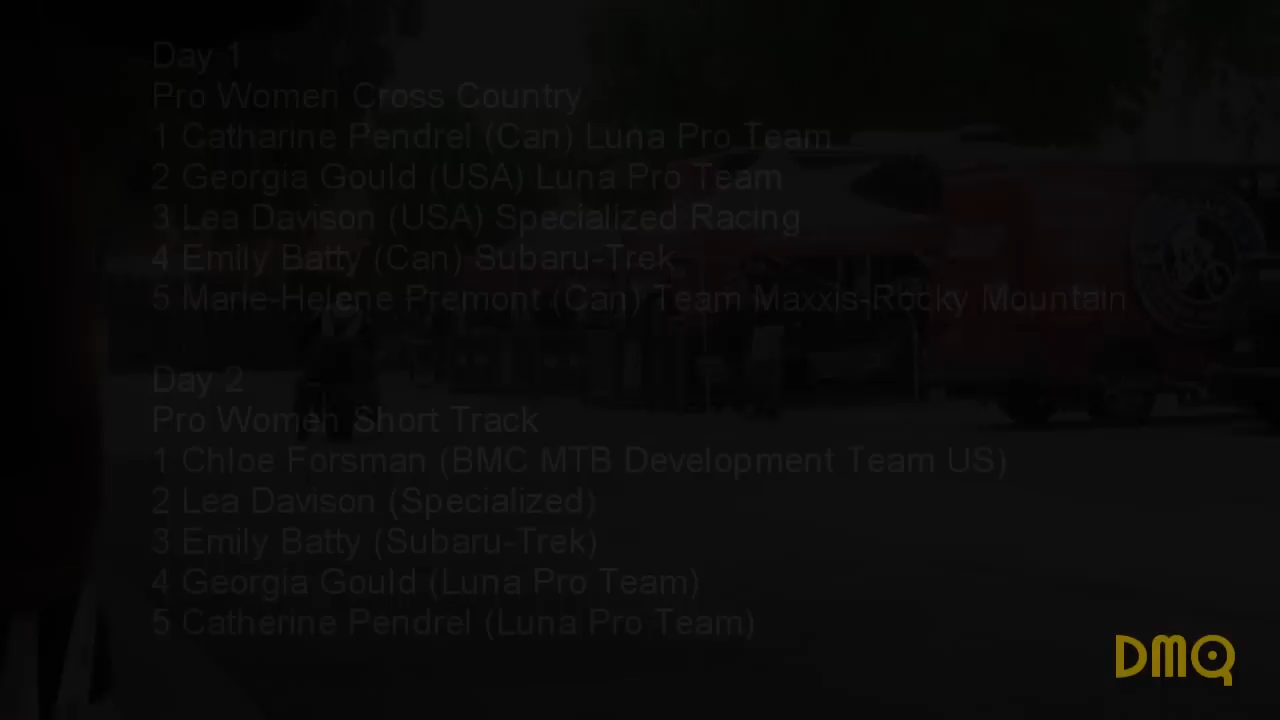 Day 1
Pro Women Cross Country
1 Catharine Pendrel (Can) Luna Pro Team
2 Georgia Gould (USA) Luna Pro Team
3 Lea Davison (USA) Specialized Racing
4 Emily Batty (Can) Subaru-Trek
5 Marie-Helene Premont (Can) Team Maxxis-Rocky Mountain
Day 2
Pro Women Short Track
1 Chloe Forsman (BMC MTB Development Team US)
2 Lea Davison (Specialized)
3 Emily Batty (Subaru-Trek)
4 Georgia Gould (Luna Pro Team)
5 Catherine Pendrel (Luna Pro Team)
DMQ